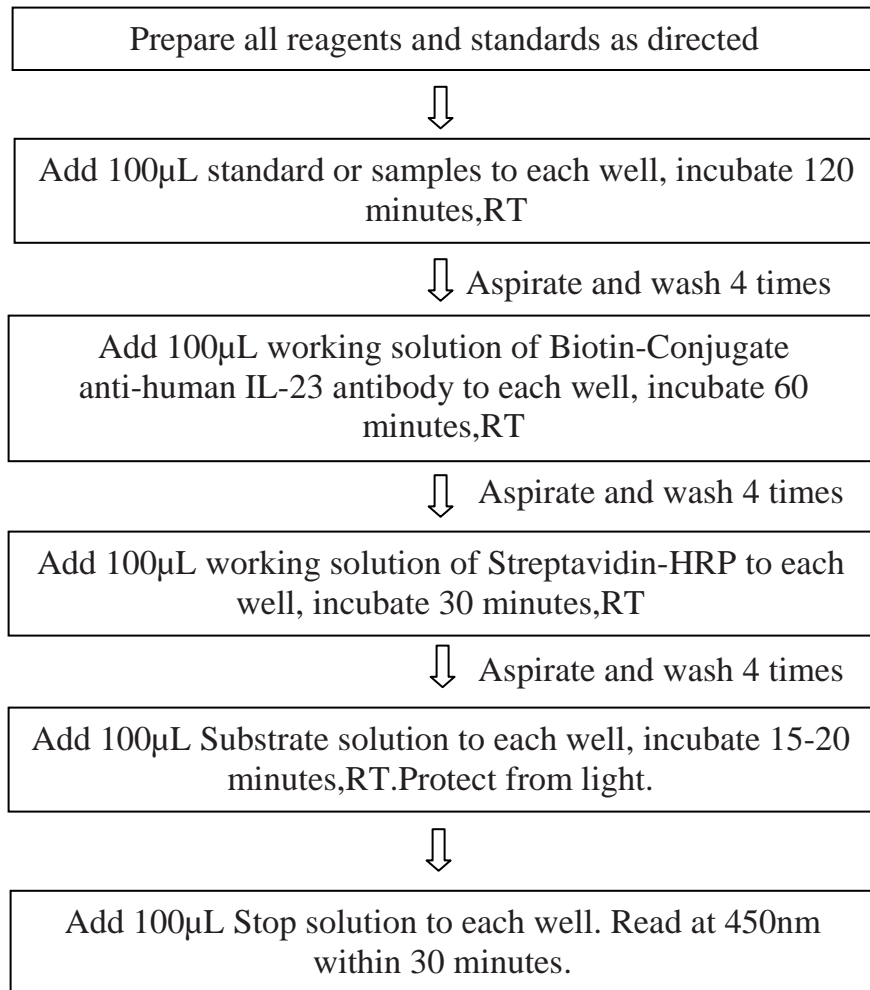 Prepare all reagents and standards as directed
Add 100µL standard or samples to each well, incubate 120
minutes,RT
Aspirate and wash 4 times
Add 100µL working solution of Biotin-Conjugate
anti-human IL-23 antibody to each well, incubate 60
minutes,RT
Aspirate and wash 4 times
Add 100µL working solution of Streptavidin-HRP to each
well, incubate 30 minutes,RT
Aspirate and wash 4 times
Add 100µL Substrate solution to each well, incubate 15-20
minutes,RT.Protect from light.
Add 100µL Stop solution to each well. Read at 450nm
within 30 minutes.